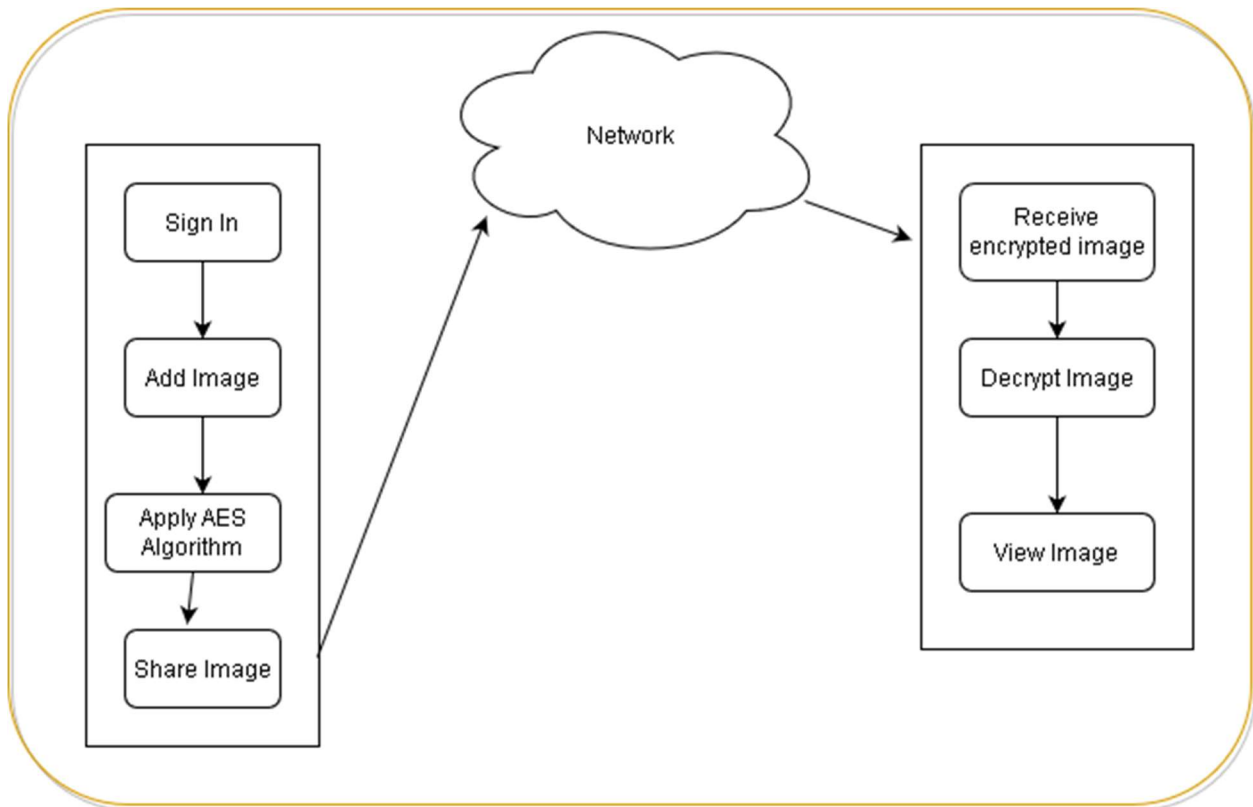 Network
Sign In
Add Image
Apply AES
Algorithm
Share Image
Receive
encrypted image
Decrypt Image
View Image